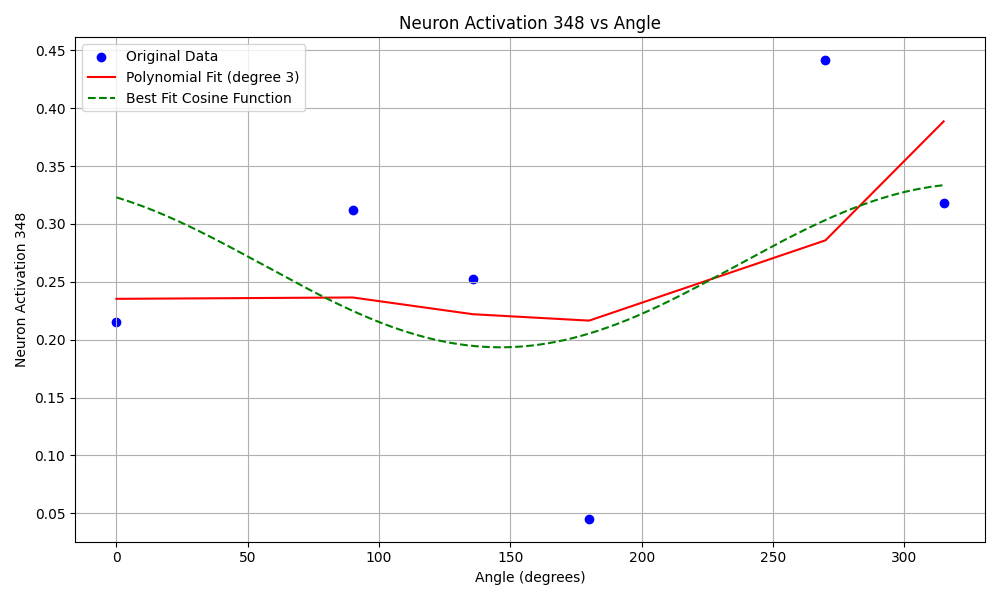 Neuron Activation 348 vs Angle
Original Data
Polynomial Fit (degree 3)
Best Fit Cosine Function
Neuron Activation 348
0.45
0.40
0.35
0.30
0.25
0.20
0.15
0.10
0.05
0 50 100 150 200 250 300
Angle (degrees)